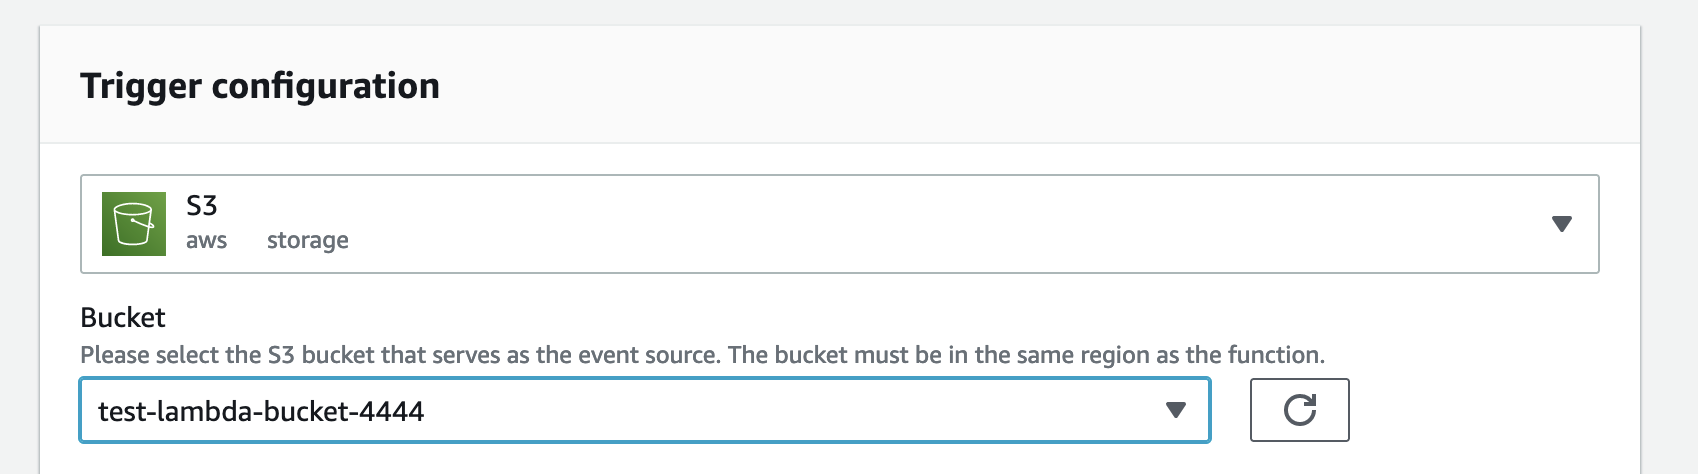 Trigger configuration
S3
aws storage
Bucket
Please select the S3 bucket that serves as the event source. The bucket must be in the same region as the function.
test-lambda-bucket-4444